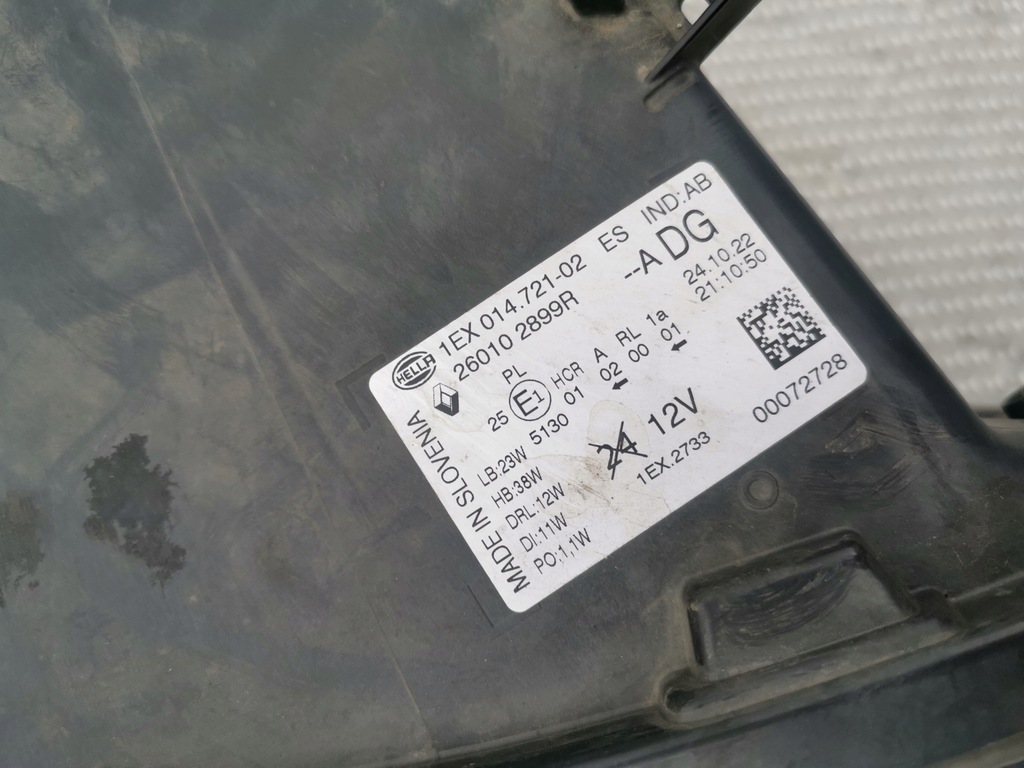 HELLA 1EX 014.721-02 ES IND:AB
26010 2899R --A DG
24.10.22
21:10:50
PL
25 E1 HCR A RL 1a
5130 01 02 00 01
MADE IN SLOVENIA
LB:23W
HB:38W
DRL:12W
DI:11W
PO:1,1W
12V
1EX.2733
00072728